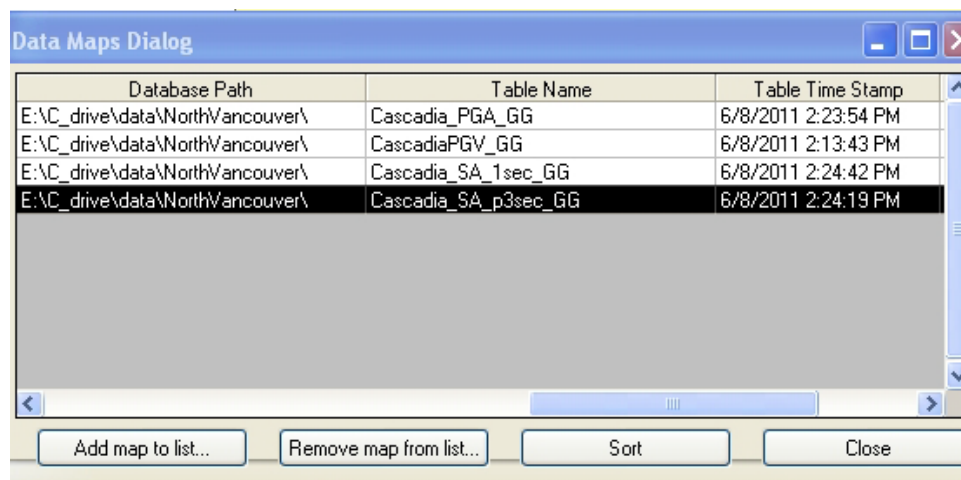 Data Maps Dialog
Database Path Table Name Table Time Stamp
E:\C_drive\data\NorthVancouver\ Cascadia_PGA_GG 6/8/2011 2:23:54 PM
E:\C_drive\data\NorthVancouver\ CascadiaPGV_GG 6/8/2011 2:13:43 PM
E:\C_drive\data\NorthVancouver\ Cascadia_SA_1sec_GG 6/8/2011 2:24:42 PM
E:\C_drive\data\NorthVancouver\ Cascadia_SA_p3sec_GG 6/8/2011 2:24:19 PM
Add map to list... Remove map from list... Sort Close